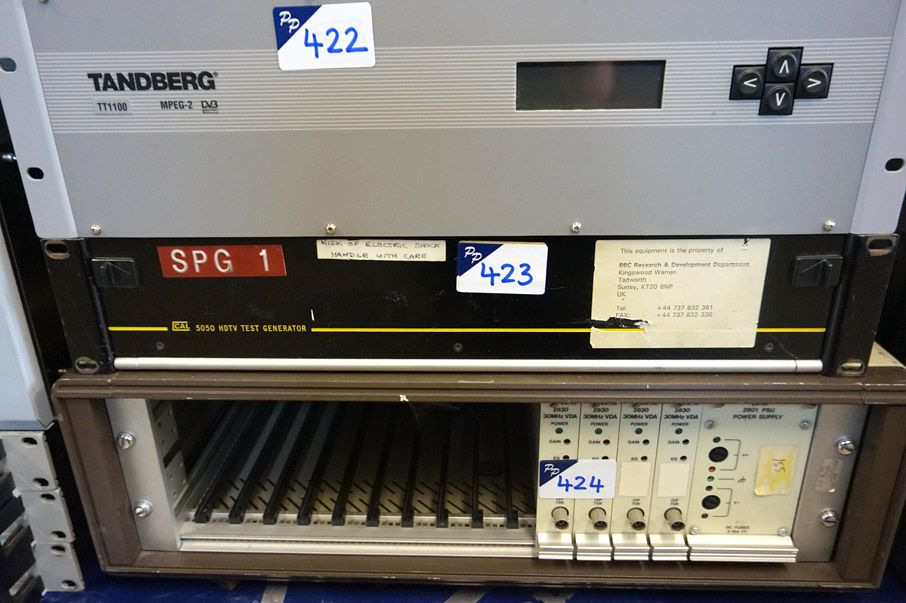 PP 422
TANDBERG
TT1100 MPEG-2 DVB
< ∧ ∨ >
SPG 1
RISK OF ELECTRIC SHOCK
HANDLE WITH CARE
PP 423
This equipment is the property of
BBC Research & Development Department
Kingswood Warren
Tadworth
Surrey, KT20 6NP
UK
Tel: +44 737 832 361
FAX: +44 737 832 336
CAL 5050 HDTV TEST GENERATOR
2830 2830 2830 2830
30MHz VDA 30MHz VDA 30MHz VDA 30MHz VDA
POWER POWER POWER POWER
GAIN GAIN GAIN GAIN
EQ EQ EQ
2801 PSU
POWER SUPPLY
PP 424